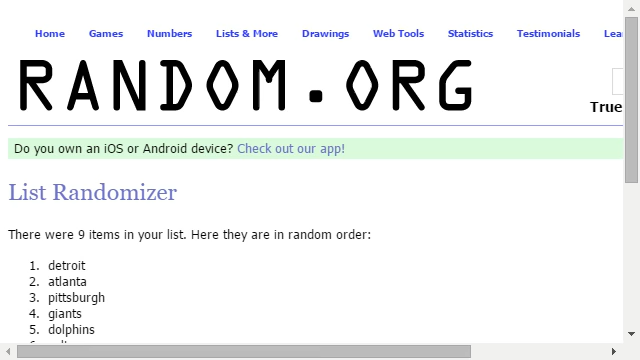 Home Games Numbers Lists & More Drawings Web Tools Statistics Testimonials
RANDOM.ORG
True
Do you own an iOS or Android device? Check out our app!
List Randomizer
There were 9 items in your list. Here they are in random order:
1. detroit
2. atlanta
3. pittsburgh
4. giants
5. dolphins